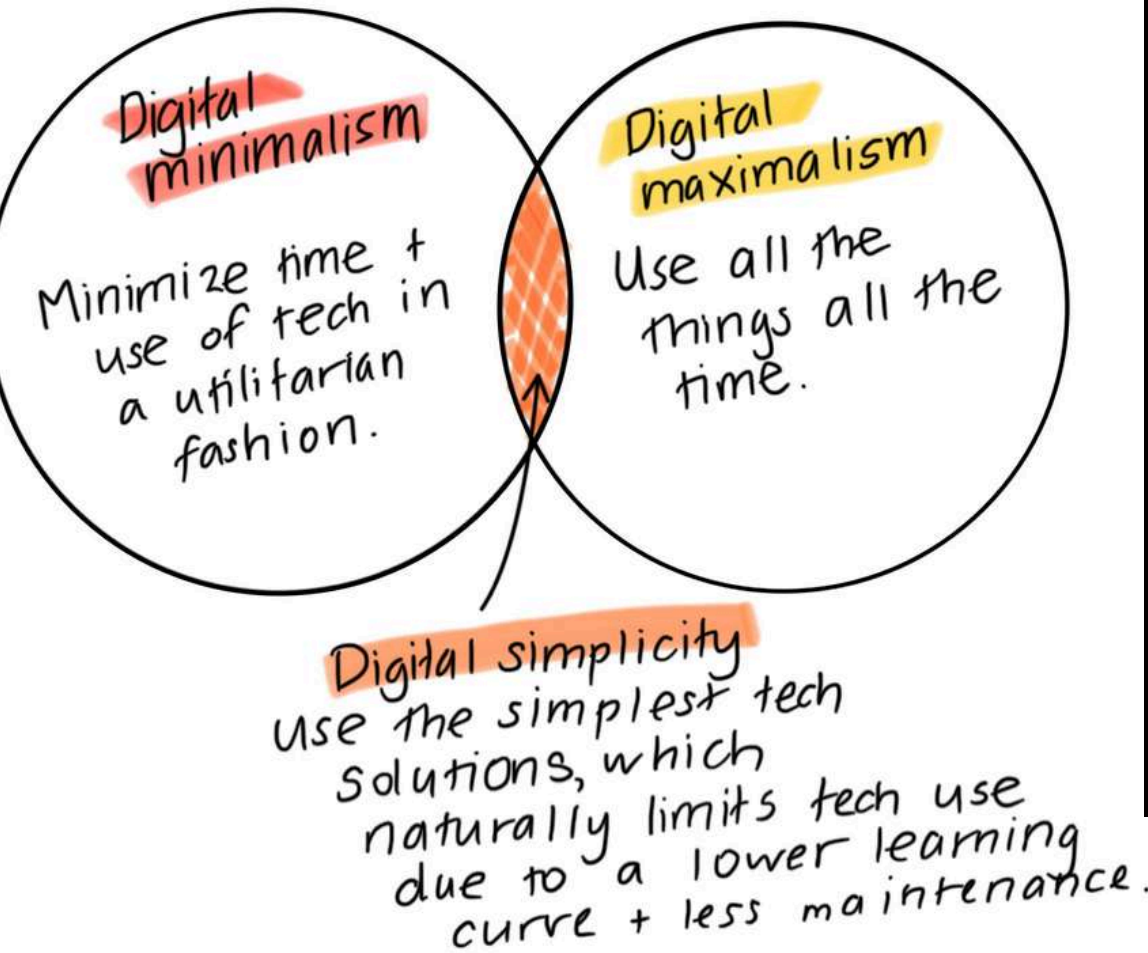 Digital
minimalism
Minimize time +
use of tech in
a utilitarian
fashion.
Digital
maximalism
Use all the
things all the
time.
Digital simplicity
use the simplest tech
solutions, which
naturally limits tech use
due to a lower learning
curve + less maintenance.